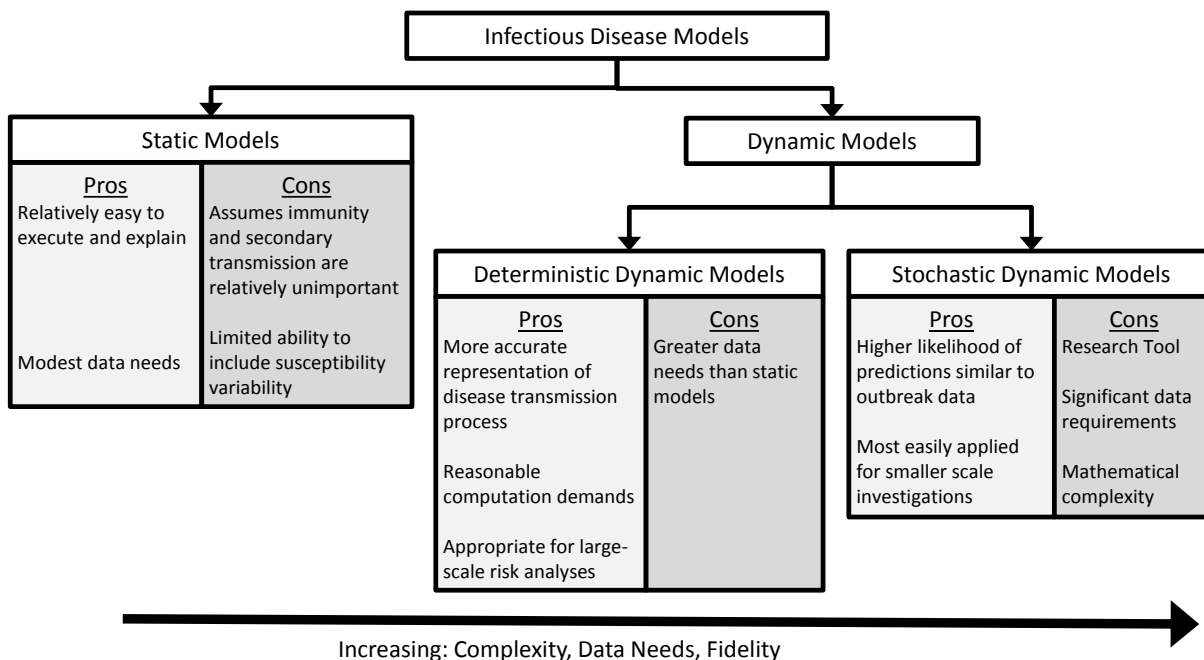 Infectious Disease Models
Static Models
Pros
Relatively easy to
execute and explain
Modest data needs
Cons
Assumes immunity
and secondary
transmission are
relatively unimportant
Limited ability to
include susceptibility
variability
Dynamic Models
Deterministic Dynamic Models
Pros
More accurate
representation of
disease transmission
process
Reasonable
computation demands
Appropriate for large-
scale risk analyses
Cons
Greater data
needs than static
models
Stochastic Dynamic Models
Pros
Higher likelihood of
predictions similar to
outbreak data
Most easily applied
for smaller scale
investigations
Cons
Research Tool
Significant data
requirements
Mathematical
complexity
Increasing: Complexity, Data Needs, Fidelity